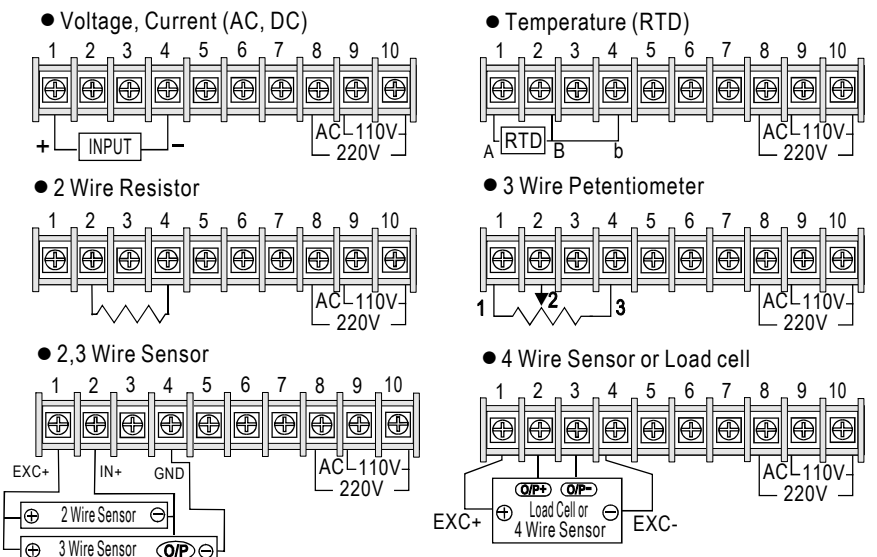 ● Voltage, Current (AC, DC)
1 2 3 4 5 6 7 8 9 10
+ INPUT −
AC 110V
220V
● Temperature (RTD)
1 2 3 4 5 6 7 8 9 10
A RTD B b
AC 110V
220V
● 2 Wire Resistor
1 2 3 4 5 6 7 8 9 10
AC 110V
220V
● 3 Wire Petentiometer
1 2 3 4 5 6 7 8 9 10
1 2 3
AC 110V
220V
● 2,3 Wire Sensor
1 2 3 4 5 6 7 8 9 10
EXC+ IN+ GND
AC 110V
220V
2 Wire Sensor
3 Wire Sensor O/P
● 4 Wire Sensor or Load cell
1 2 3 4 5 6 7 8 9 10
AC 110V
220V
O/P+ O/P−
EXC+ Load Cell or EXC-
4 Wire Sensor